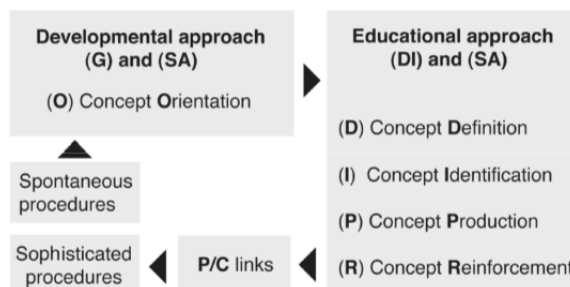 Developmental approach
(G) and (SA)
(O) Concept Orientation
Educational approach
(DI) and (SA)
(D) Concept Definition
(I) Concept Identification
(P) Concept Production
(R) Concept Reinforcement
Spontaneous
procedures
Sophisticated
procedures
P/C links